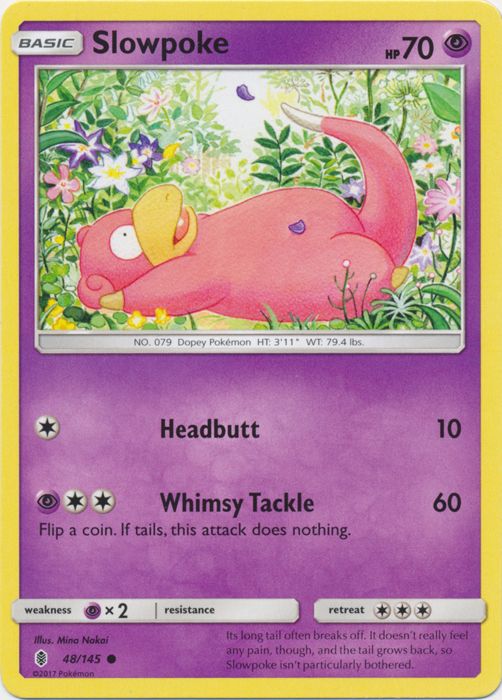 BASIC Slowpoke HP70
NO. 079 Dopey Pokémon HT: 3'11" WT: 79.4 lbs.
Headbutt 10
Whimsy Tackle 60
Flip a coin. If tails, this attack does nothing.
weakness ×2 resistance retreat
Illus. Mina Nakai
48/145
©2017 Pokémon
Its long tail often breaks off. It doesn't really feel
any pain, though, and the tail grows back, so
Slowpoke isn't particularly bothered.